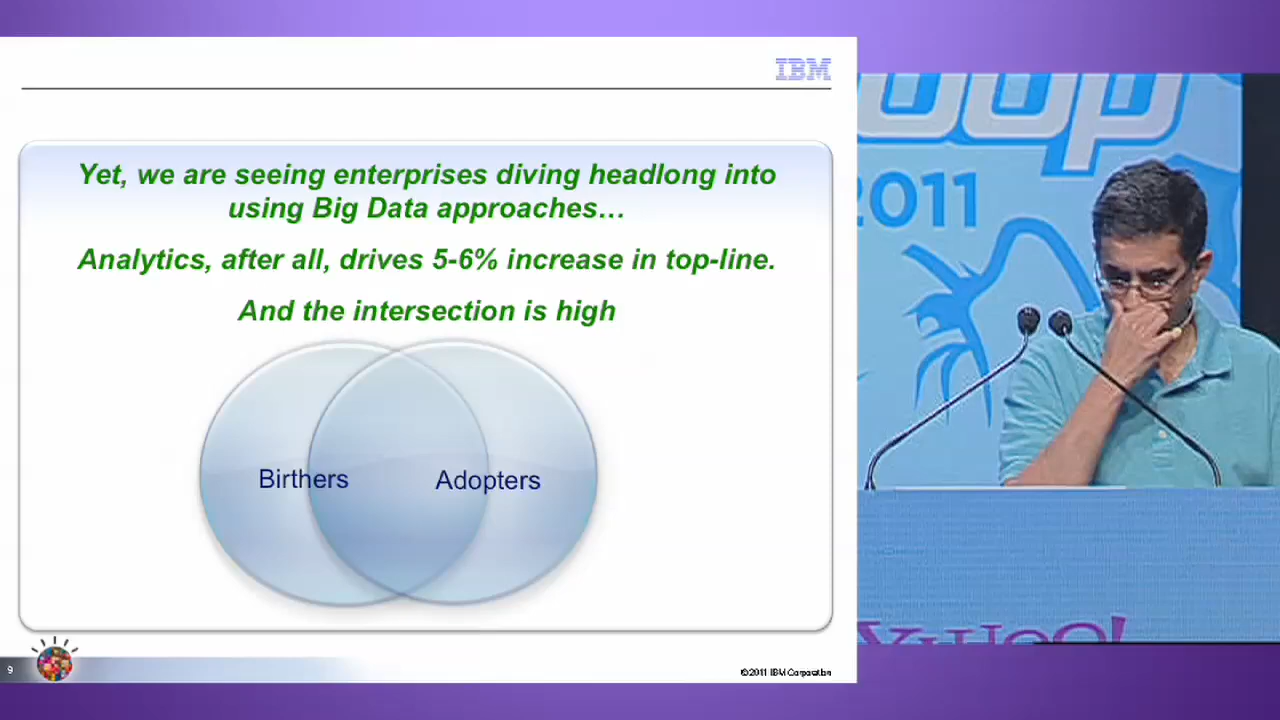 IBM
Yet, we are seeing enterprises diving headlong into
using Big Data approaches…
Analytics, after all, drives 5-6% increase in top-line.
And the intersection is high
Birthers
Adopters
9
©2011 IBM Corporation
2011
YAHOO!